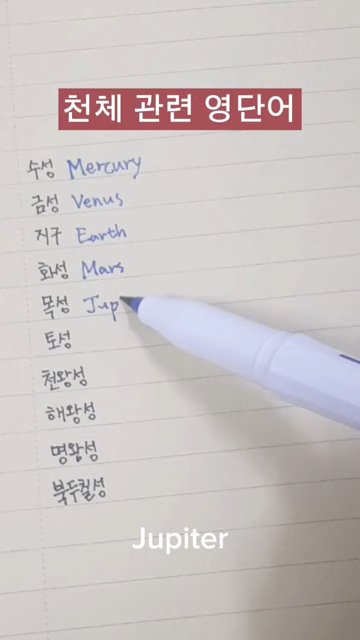 천체 관련 영단어
수성 Mercury
금성 Venus
지구 Earth
화성 Mars
목성 Jup
토성
천왕성
해왕성
명왕성
북두칠성
Jupiter